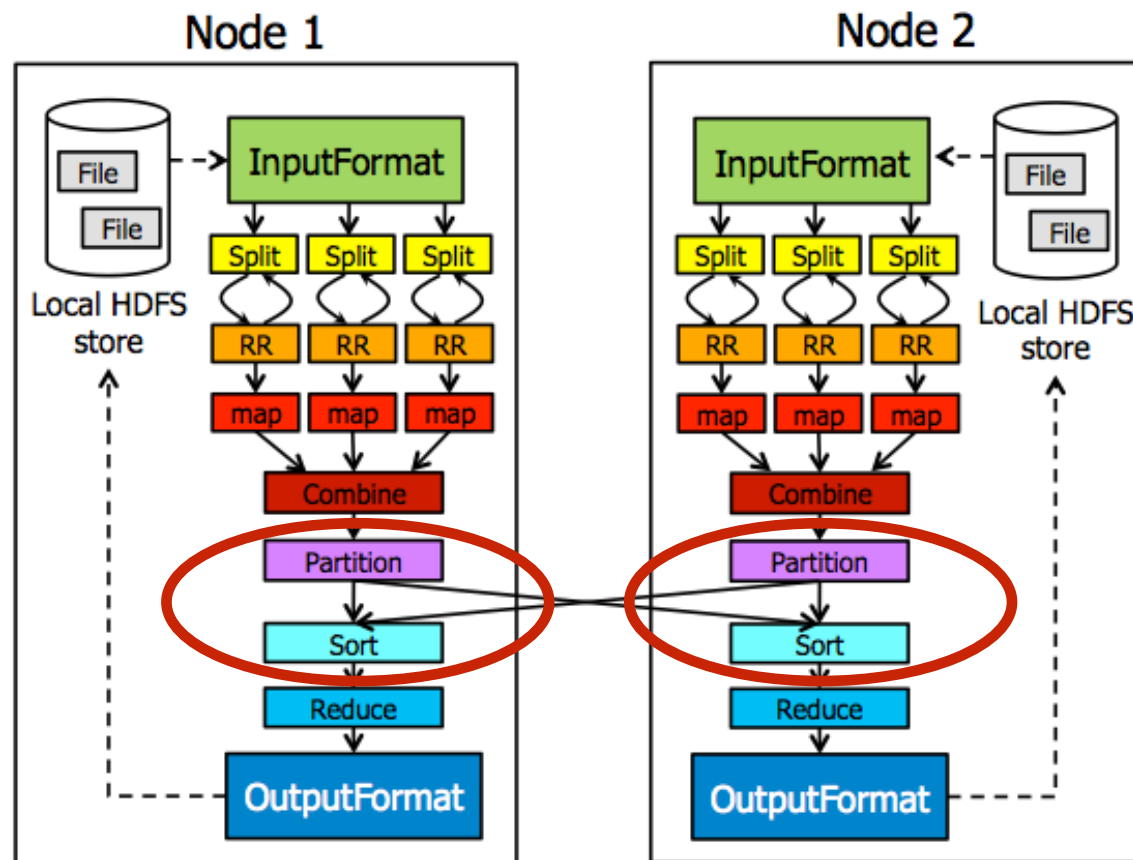 Node 1
File
File
Local HDFS
store
InputFormat
Split Split Split
RR RR RR
map map map
Combine
Partition
Sort
Reduce
OutputFormat
Node 2
InputFormat
Split Split Split
RR RR RR
map map map
Combine
Partition
Sort
Reduce
OutputFormat
File
File
Local HDFS
store